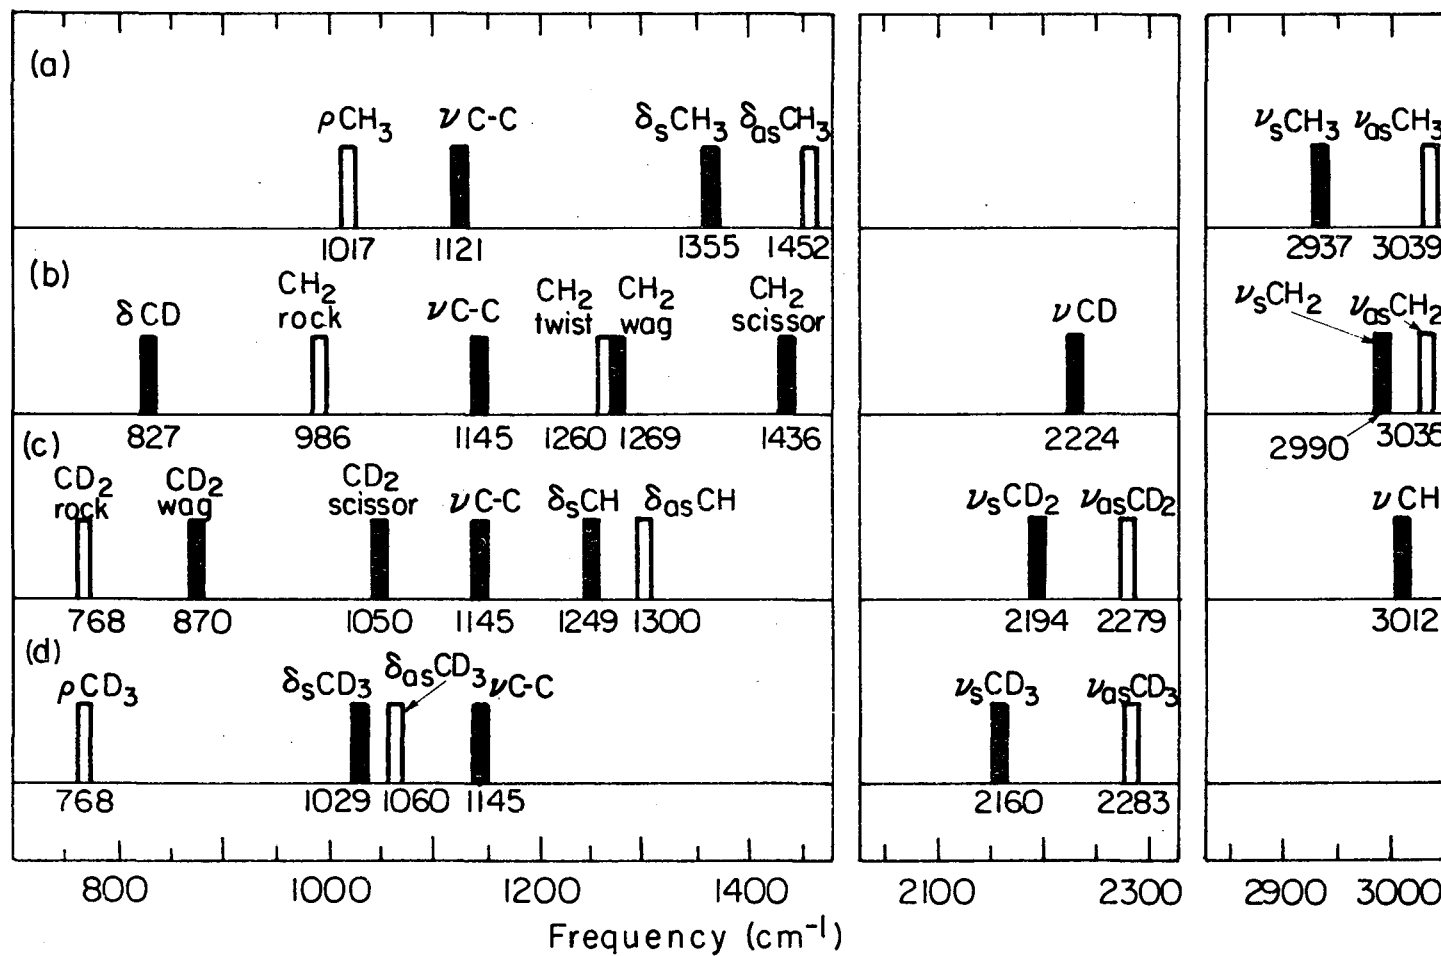 (a)
ρCH₃ νC-C δₛCH₃ δₐₛCH₃ νₛCH₃ νₐₛCH₃
1017 1121 1355 1452 2937 3039
(b)
δCD CH₂ rock νC-C CH₂ twist CH₂ wag CH₂ scissor νCD νₛCH₂ νₐₛCH₂
827 986 1145 1260 1269 1436 2224 2990 3035
(c)
CD₂ rock CD₂ wag CD₂ scissor νC-C δₛCH δₐₛCH νₛCD₂ νₐₛCD₂ νCH
768 870 1050 1145 1249 1300 2194 2279 3012
(d)
ρCD₃ δₛCD₃ δₐₛCD₃ νC-C νₛCD₃ νₐₛCD₃
768 1029 1060 1145 2160 2283
800 1000 1200 1400 2100 2300 2900 3000
Frequency (cm⁻¹)